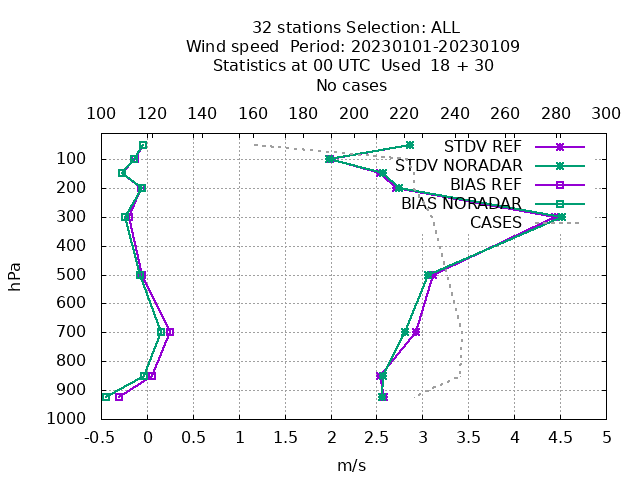 32 stations Selection: ALL
Wind speed  Period: 20230101-20230109
Statistics at 00 UTC  Used  18 + 30
No cases
100 120 140 160 180 200 220 240 260 280 300
STDV REF
STDV NORADAR
BIAS REF
BIAS NORADAR
CASES
hPa
100
200
300
400
500
600
700
800
900
1000
-0.5 0 0.5 1 1.5 2 2.5 3 3.5 4 4.5 5
m/s